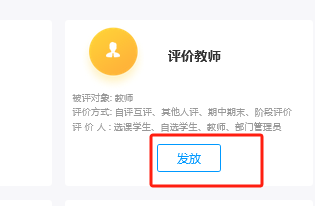 评价教师
被评对象: 教师
评价方式: 自评互评、其他人评、期中期末、阶段评价
评 价 人 : 选课学生、自选学生、教师、部门管理员
发放